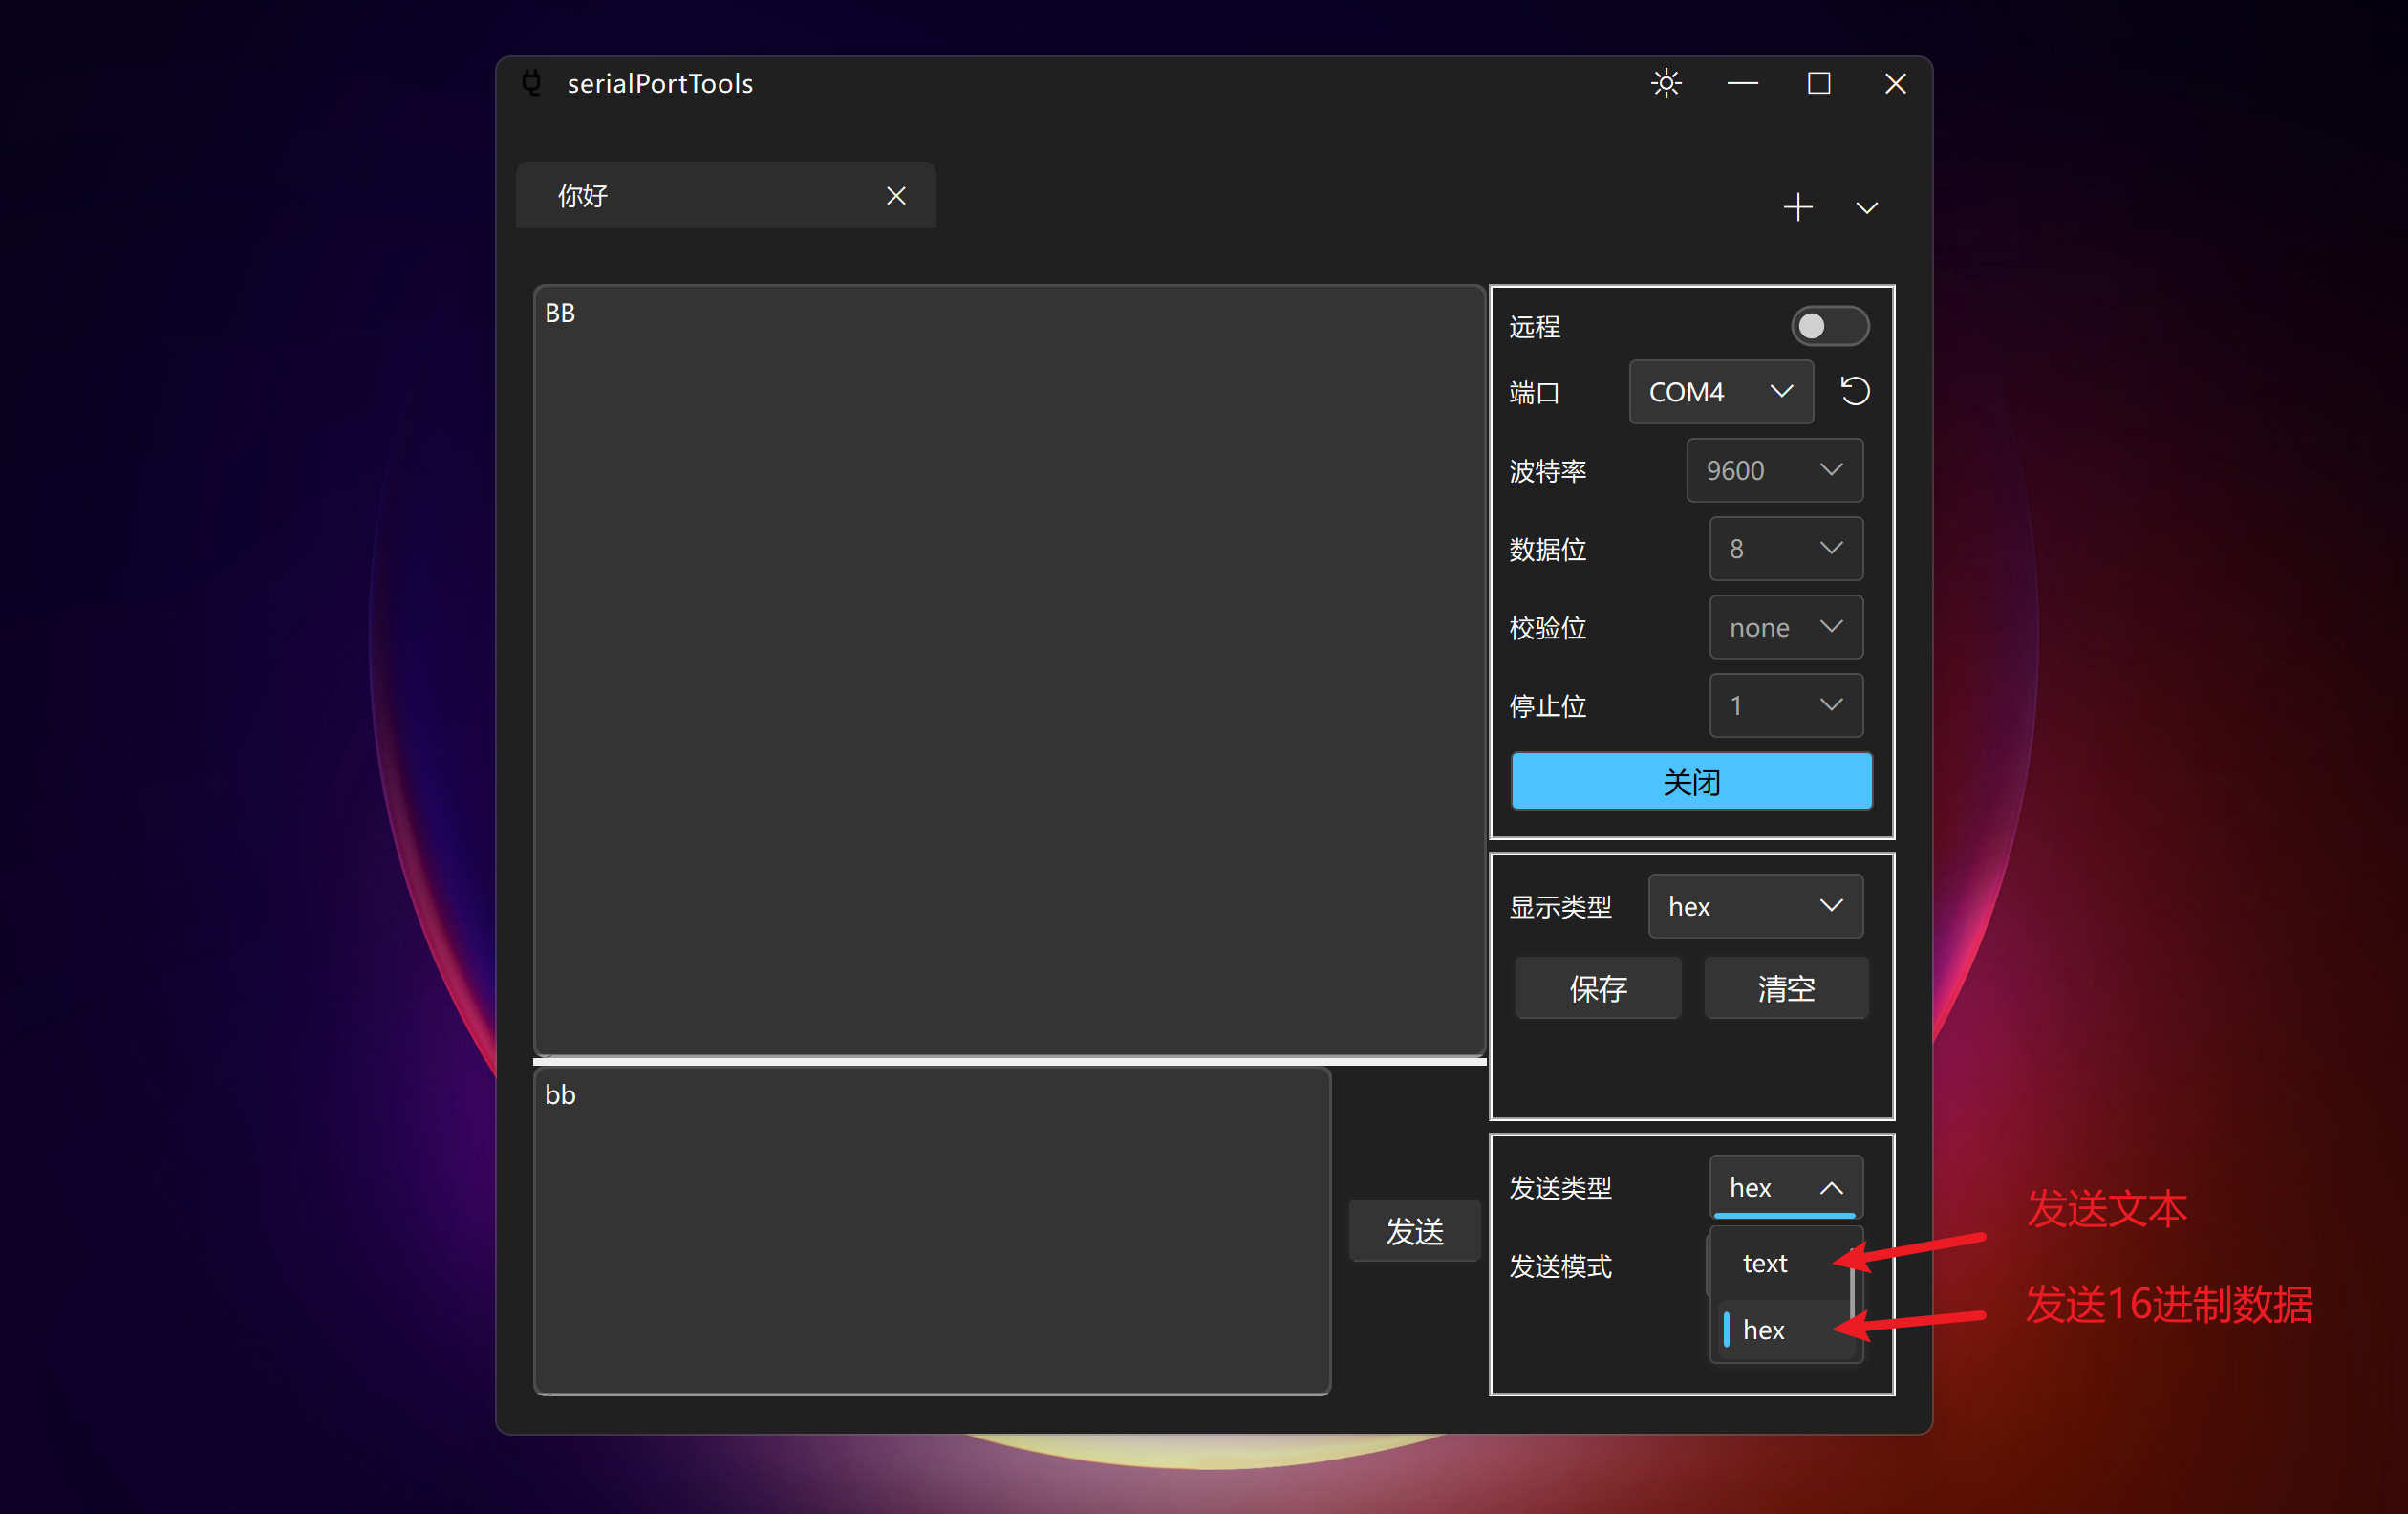 serialPortTools
你好
BB
远程
端口 COM4
波特率 9600
数据位 8
校验位 none
停止位 1
关闭
显示类型 hex
保存 清空
bb
发送
发送类型 hex
发送模式
text
hex
发送文本
发送16进制数据